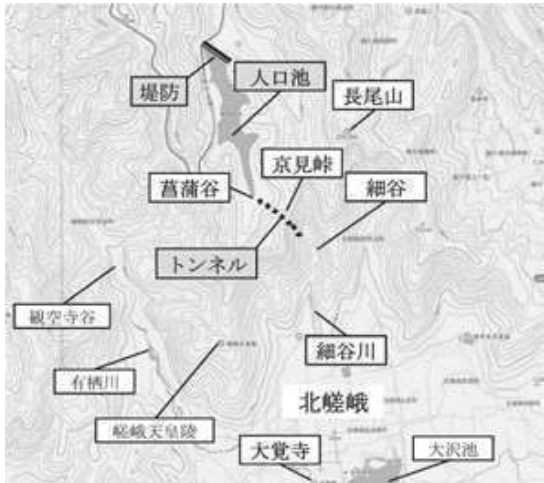 堤防
人口池
長尾山
京見峠
菖蒲谷
細谷
トンネル
観空寺谷
細谷川
有栖川
北嵯峨
嵯峨天皇陵
大覚寺
大沢池